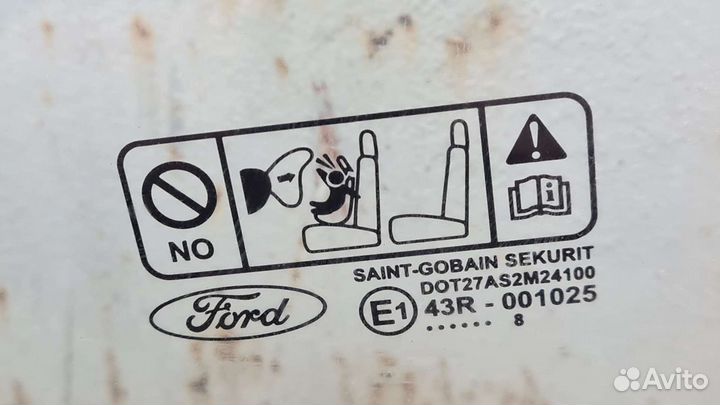 NO
SAINT-GOBAIN SEKURIT
DOT27AS2M24100
Ford
E1 43R - 001025
...... 8
Avito